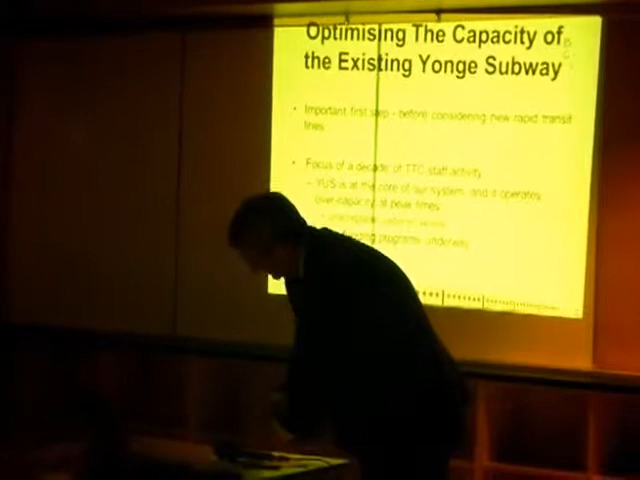 Optimising The Capacity of
the Existing Yonge Subway
• Important first step - before considering new rapid transit
lines
• Focus of a decade of TTC staff activity
– YUS is at the core of our system, and it operates
over-capacity at peak times
programs underway